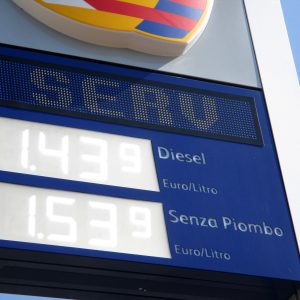 SERV
1.439 Diesel
Euro/Litro
1.539 Senza Piombo
Euro/Litro